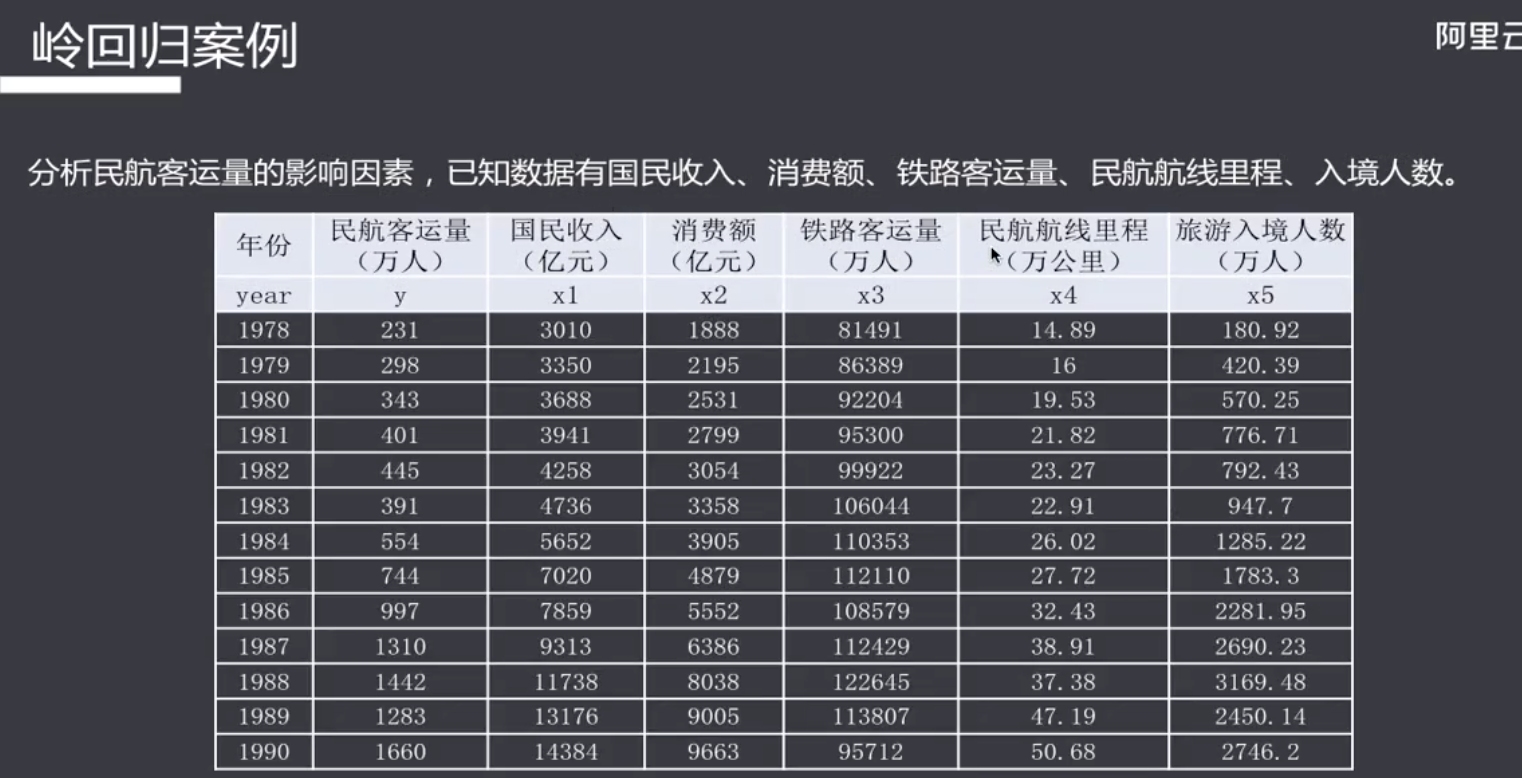 岭回归案例
阿里云
分析民航客运量的影响因素，已知数据有国民收入、消费额、铁路客运量、民航航线里程、入境人数。
年份 民航客运量（万人） 国民收入（亿元） 消费额（亿元） 铁路客运量（万人） 民航航线里程（万公里） 旅游入境人数（万人）
year y x1 x2 x3 x4 x5
1978 231 3010 1888 81491 14.89 180.92
1979 298 3350 2195 86389 16 420.39
1980 343 3688 2531 92204 19.53 570.25
1981 401 3941 2799 95300 21.82 776.71
1982 445 4258 3054 99922 23.27 792.43
1983 391 4736 3358 106044 22.91 947.7
1984 554 5652 3905 110353 26.02 1285.22
1985 744 7020 4879 112110 27.72 1783.3
1986 997 7859 5552 108579 32.43 2281.95
1987 1310 9313 6386 112429 38.91 2690.23
1988 1442 11738 8038 122645 37.38 3169.48
1989 1283 13176 9005 113807 47.19 2450.14
1990 1660 14384 9663 95712 50.68 2746.2